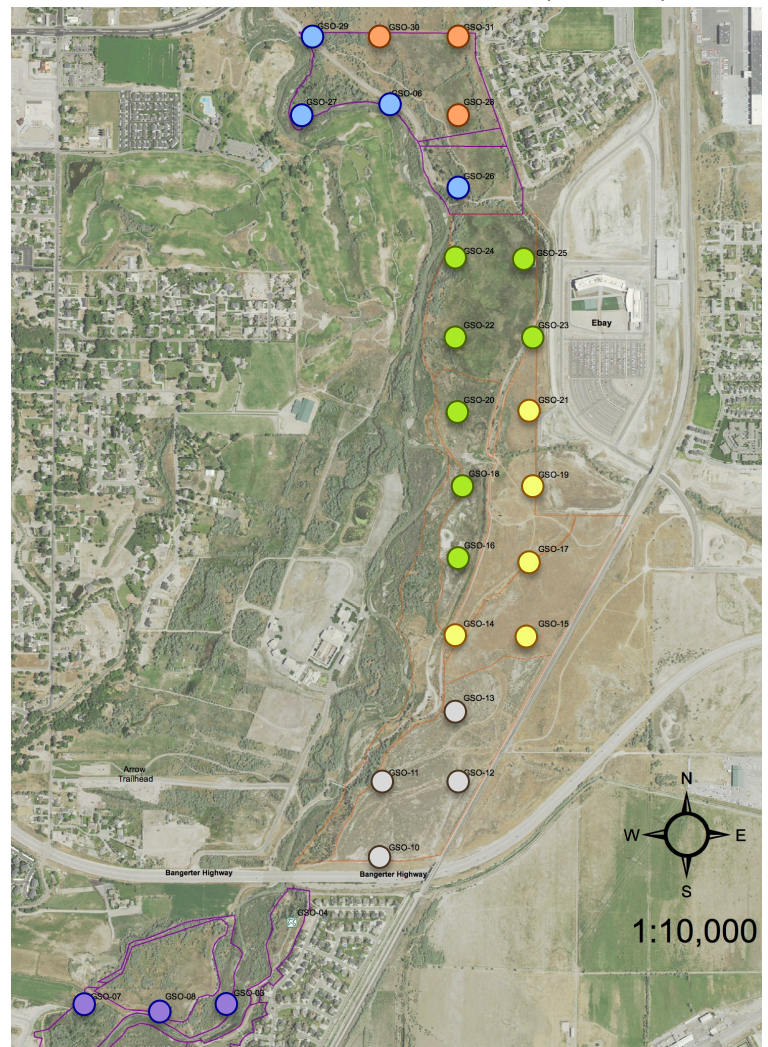 GSO-29
GSO-30
GSO-31
GSO-27
GSO-06
GSO-28
GSO-26
GSO-24
GSO-25
GSO-22
GSO-23
Ebay
GSO-20
GSO-21
GSO-18
GSO-19
GSO-16
GSO-17
GSO-14
GSO-15
GSO-13
Arrow
Trailhead
GSO-11
GSO-12
N
W
E
S
GSO-10
Bangerter Highway
Bangerter Highway
GSO-04
1:10,000
GSO-07
GSO-08
GSO-03